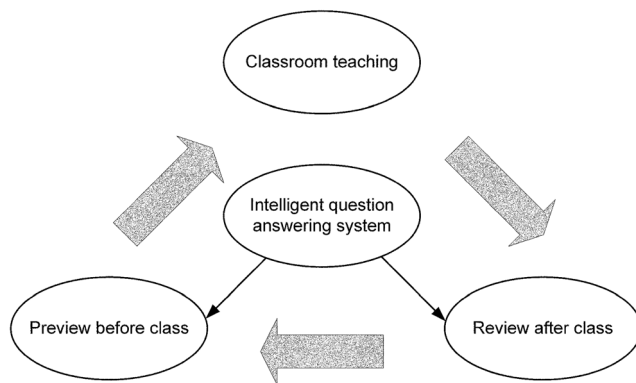 Classroom teaching
Intelligent question
answering system
Preview before class
Review after class